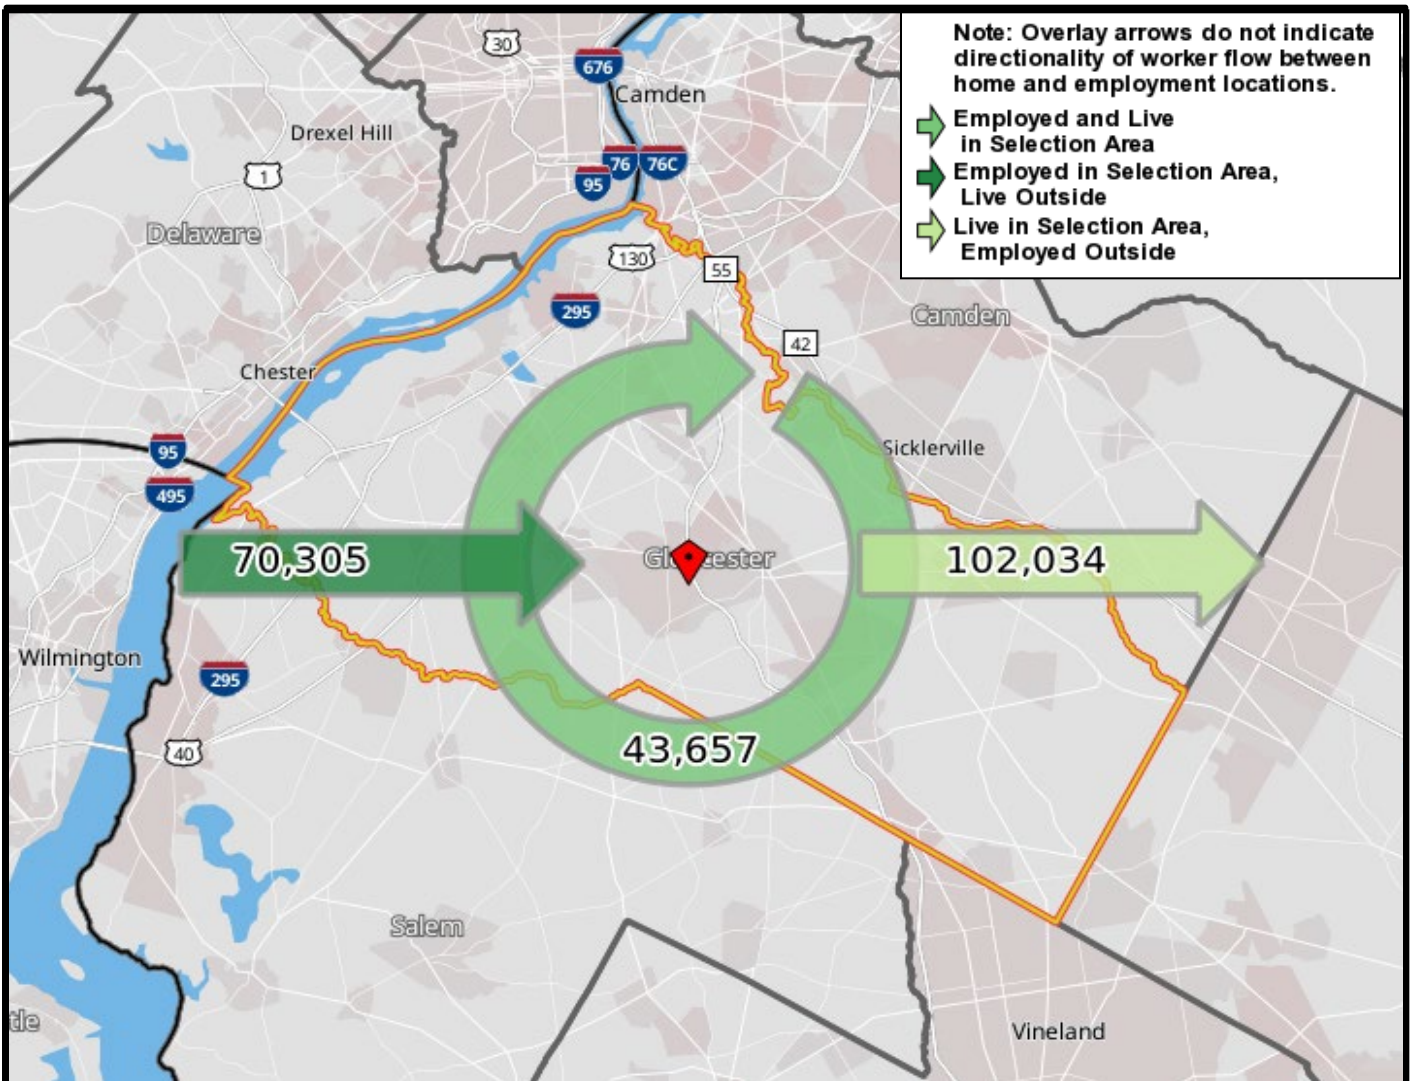 Note: Overlay arrows do not indicate
directionality of worker flow between
home and employment locations.
Employed and Live
in Selection Area
Employed in Selection Area,
Live Outside
Live in Selection Area,
Employed Outside
30
676
Camden
Drexel Hill
76
76C
1
95
Delaware
130
55
295
Camden
42
Chester
95
Sicklerville
495
70,305
Gloucester
102,034
Wilmington
295
40
43,657
Salem
tle
Vineland